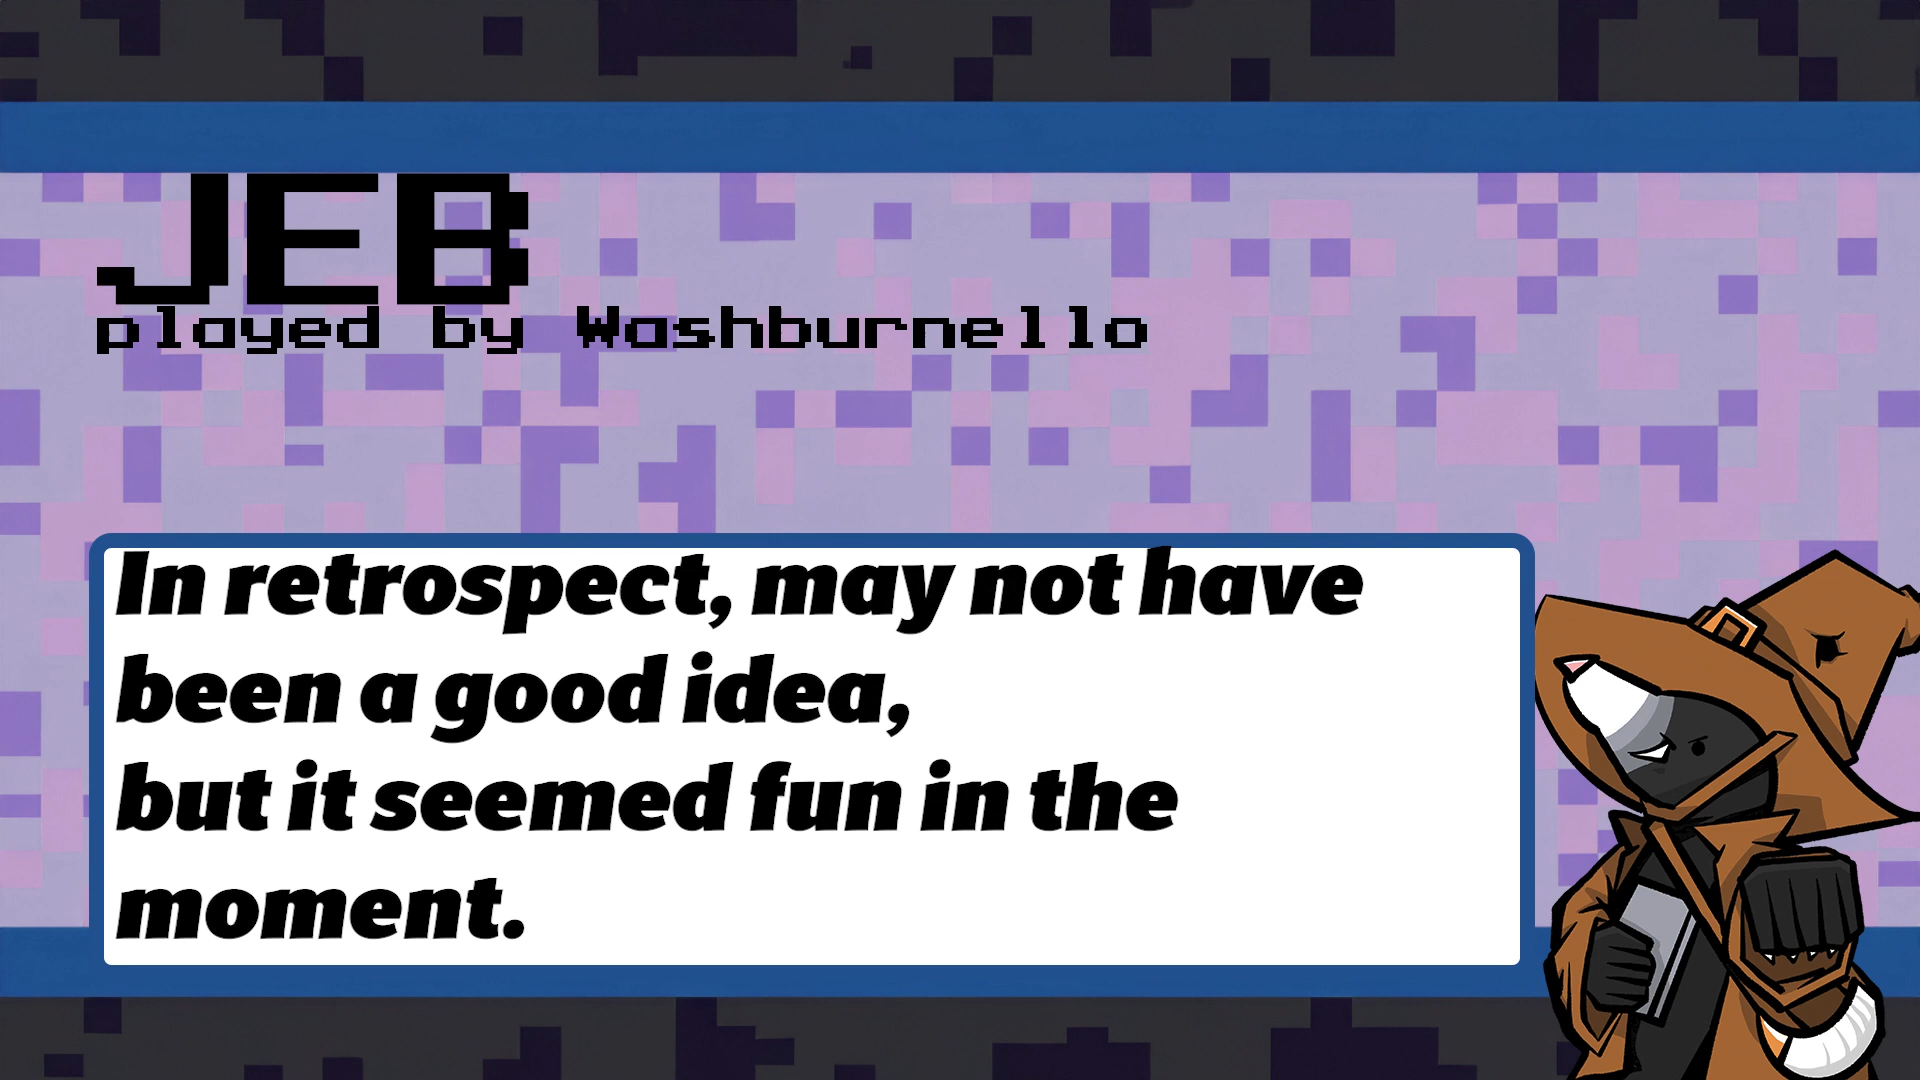 JEB
played by Washburnello
In retrospect, may not have
been a good idea,
but it seemed fun in the
moment.